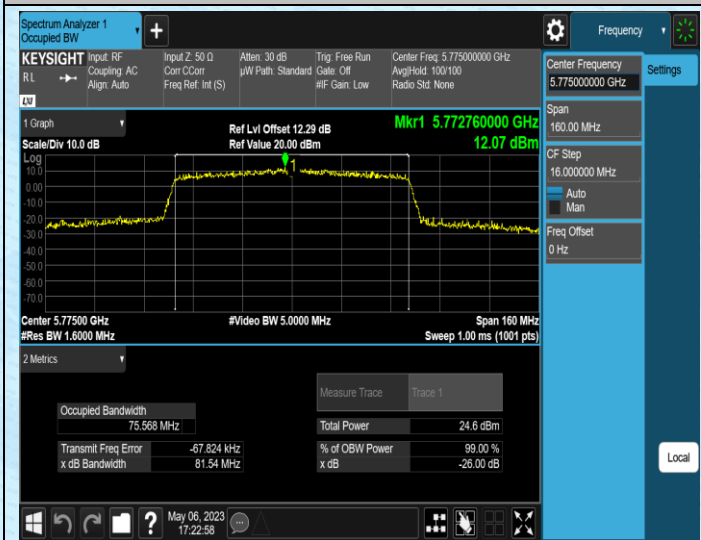 Spectrum Analyzer 1
Occupied BW
Frequency
KEYSIGHT Input: RF Input Z: 50 Ω Atten: 30 dB Trig: Free Run Center Freq: 5.775000000 GHz
R L Coupling: AC Corr CCorr µW Path: Standard Gate: Off Avg|Hold: 100/100
Align: Auto Freq Ref: Int (S) #IF Gain: Low Radio Std: None
LXI
1 Graph
Scale/Div 10.0 dB
Ref Lvl Offset 12.29 dB
Ref Value 20.00 dBm
Mkr1 5.772760000 GHz
12.07 dBm
Log
10.0
0.00
-10.0
-20.0
-30.0
-40.0
-50.0
-60.0
-70.0
1
Center 5.77500 GHz #Video BW 5.0000 MHz Span 160 MHz
#Res BW 1.6000 MHz Sweep 1.00 ms (1001 pts)
2 Metrics
Measure Trace Trace 1
Occupied Bandwidth
75.568 MHz
Total Power 24.6 dBm
Transmit Freq Error -67.824 kHz % of OBW Power 99.00 %
x dB Bandwidth 81.54 MHz x dB -26.00 dB
Center Frequency
5.775000000 GHz
Settings
Span
160.00 MHz
CF Step
16.000000 MHz
Auto
Man
Freq Offset
0 Hz
Local
?
May 06, 2023
17:22:58